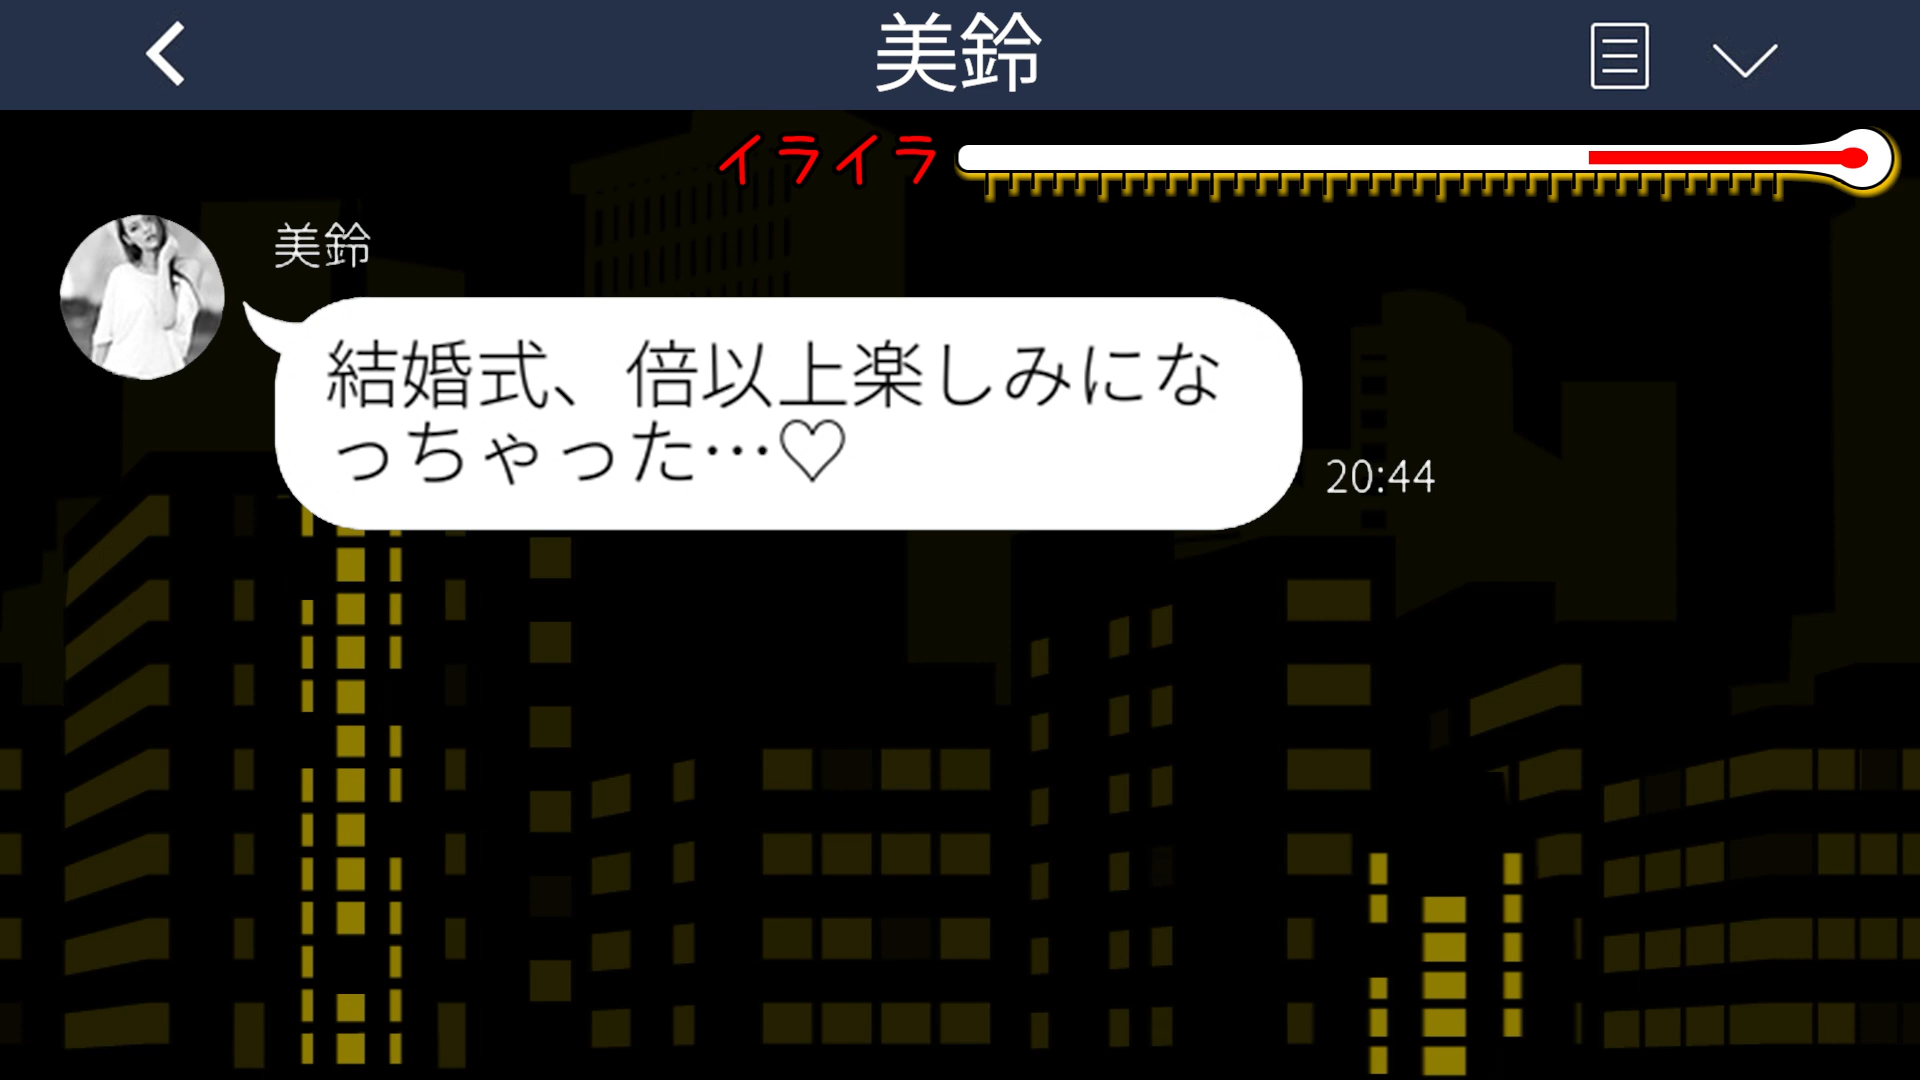 美鈴
イライラ
美鈴
結婚式、倍以上楽しみにな
っちゃった…♡
20:44